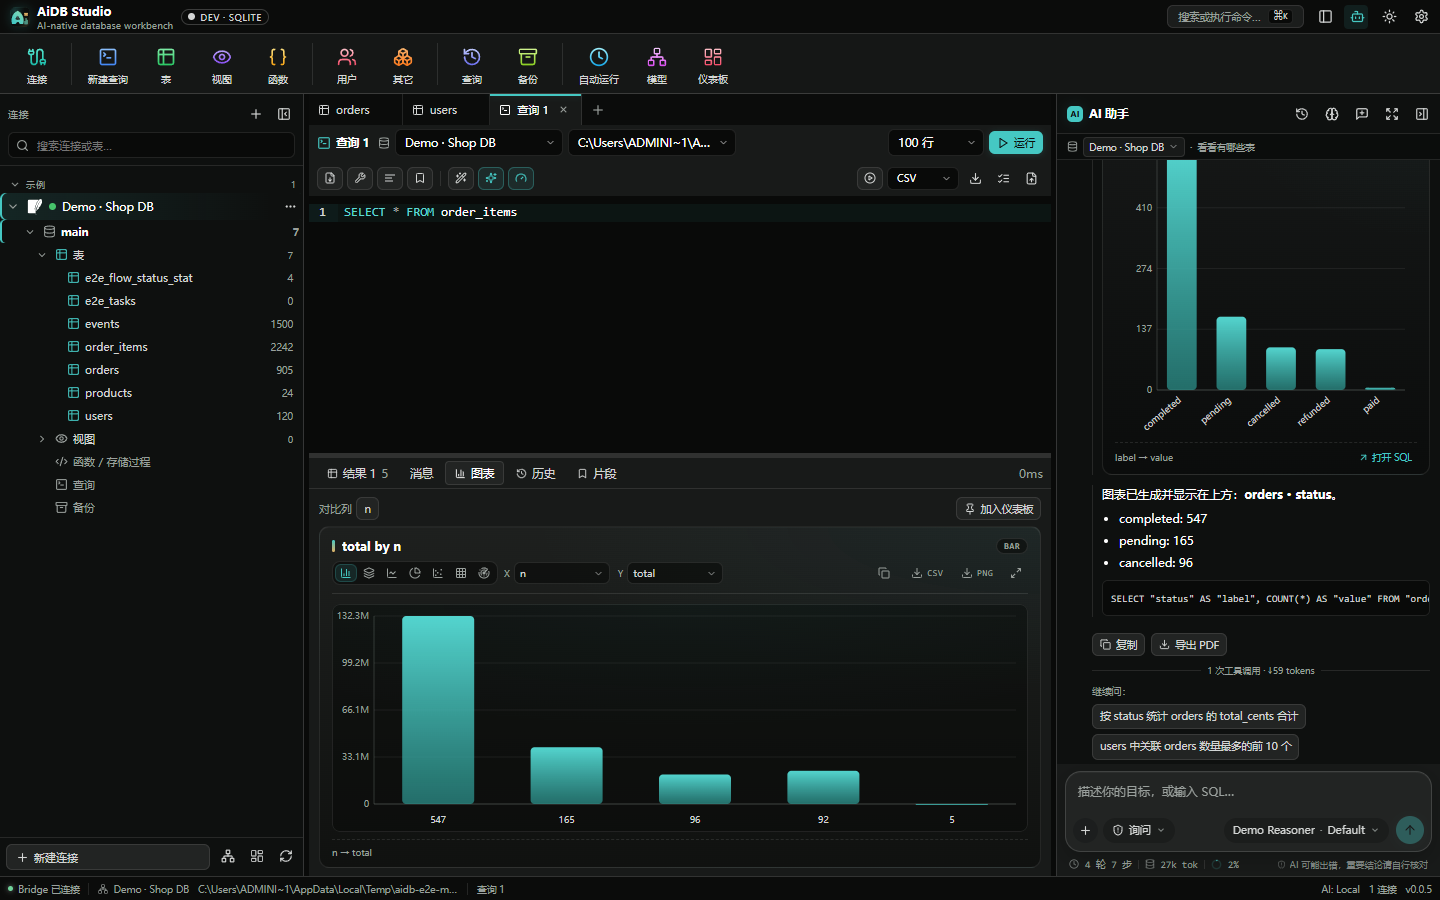 AiDB Studio
AI-native database workbench
DEV · SQLITE
搜索或执行命令... ⌘K
连接
新建查询
表
视图
函数
用户
其它
查询
备份
自动运行
模型
仪表板
连接
搜索连接或表...
示例 1
Demo · Shop DB
main 7
表 7
e2e_flow_status_stat 4
e2e_tasks 0
events 1500
order_items 2242
orders 905
products 24
users 120
视图 0
函数 / 存储过程
查询
备份
新建连接
orders
users
查询 1
查询 1
Demo · Shop DB
C:\Users\ADMINI~1\A...
100 行
运行
CSV
1 SELECT * FROM order_items
结果 1 5
消息
图表
历史
片段
0ms
对比列 n
加入仪表板
total by n
BAR
X n
Y total
CSV
PNG
132.3M
99.2M
66.1M
33.1M
0
547 165 96 92 5
n → total
AI AI 助手
Demo · Shop DB · 看看有哪些表
410
274
137
0
completed pending cancelled refunded paid
label → value
打开 SQL
图表已生成并显示在上方：orders · status。
• completed: 547
• pending: 165
• cancelled: 96
SELECT "status" AS "label", COUNT(*) AS "value" FROM "orde
复制
导出 PDF
1 次工具调用 · ↓59 tokens
继续问：
按 status 统计 orders 的 total_cents 合计
users 中关联 orders 数量最多的前 10 个
描述你的目标，或输入 SQL...
询问
Demo Reasoner · Default
4 轮 7 步
27k tok
2%
AI 可能出错，重要结论请自行核对
Bridge 已连接
Demo · Shop DB
C:\Users\ADMINI~1\AppData\Local\Temp\aidb-e2e-m...
查询 1
AI: Local
1 连接
v0.0.5